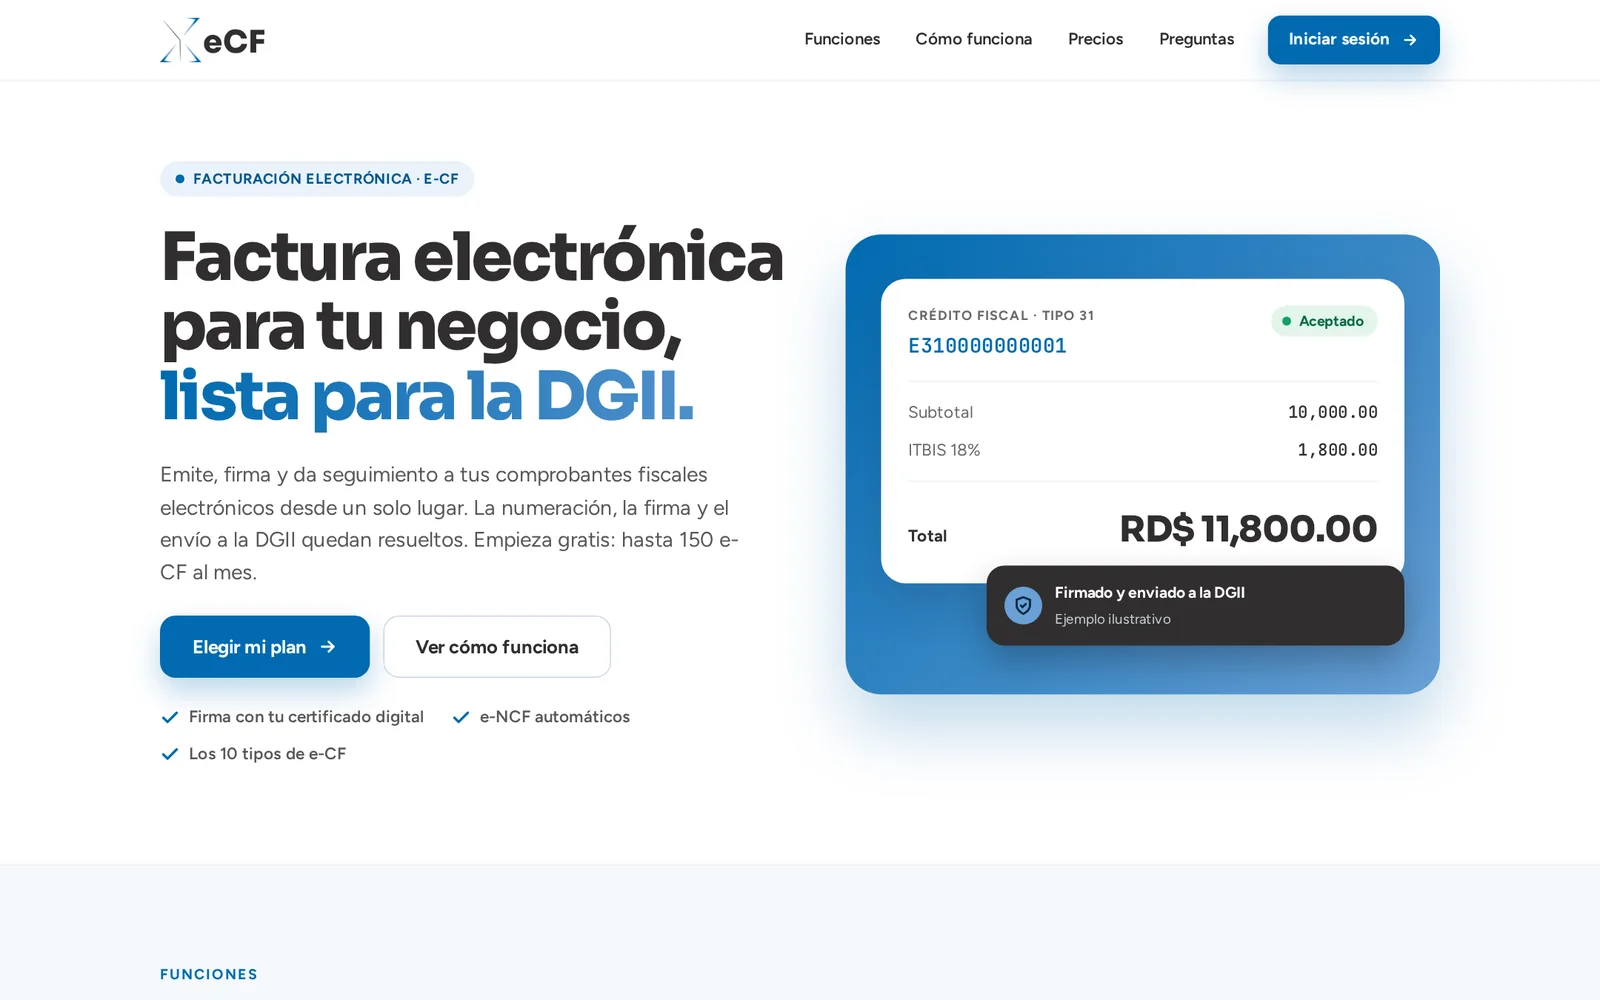 XeCF
Funciones
Cómo funciona
Precios
Preguntas
Iniciar sesión
FACTURACIÓN ELECTRÓNICA · E-CF
Factura electrónica
para tu negocio,
lista para la DGII.
Emite, firma y da seguimiento a tus comprobantes fiscales
electrónicos desde un solo lugar. La numeración, la firma y el
envío a la DGII quedan resueltos. Empieza gratis: hasta 150 e-
CF al mes.
Elegir mi plan
Ver cómo funciona
Firma con tu certificado digital
e-NCF automáticos
Los 10 tipos de e-CF
CRÉDITO FISCAL · TIPO 31
E310000000001
Aceptado
Subtotal 10,000.00
ITBIS 18% 1,800.00
Total RD$ 11,800.00
Firmado y enviado a la DGII
Ejemplo ilustrativo
FUNCIONES